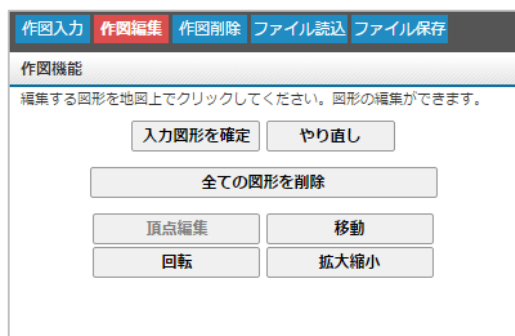 作図入力 作図編集 作図削除 ファイル読込 ファイル保存
作図機能
編集する図形を地図上でクリックしてください。図形の編集ができます。
入力図形を確定 やり直し
全ての図形を削除
頂点編集 移動
回転 拡大縮小